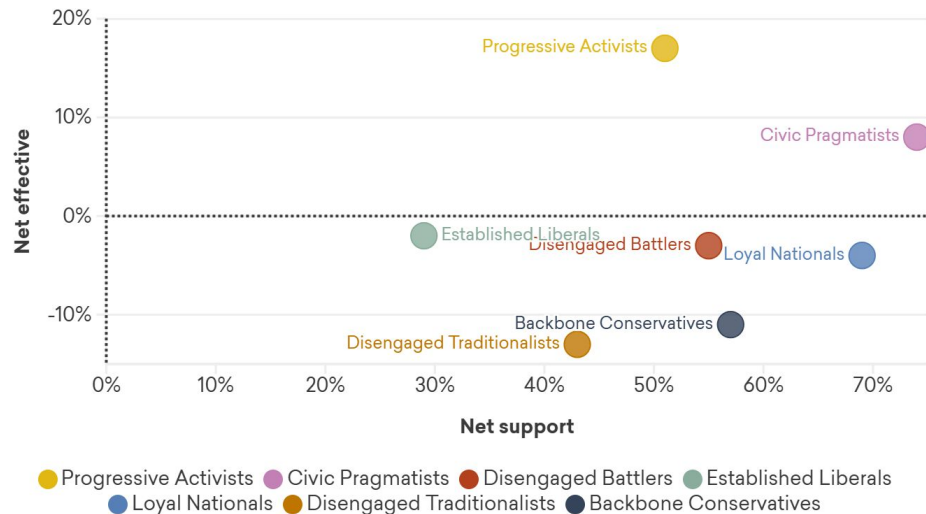 20%
Progressive Activists
10%
Civic Pragmatists
Net effective
0%
Established Liberals
Disengaged Battlers
Loyal Nationals
-10%
Backbone Conservatives
Disengaged Traditionalists
0% 10% 20% 30% 40% 50% 60% 70%
Net support
Progressive Activists Civic Pragmatists Disengaged Battlers Established Liberals
Loyal Nationals Disengaged Traditionalists Backbone Conservatives